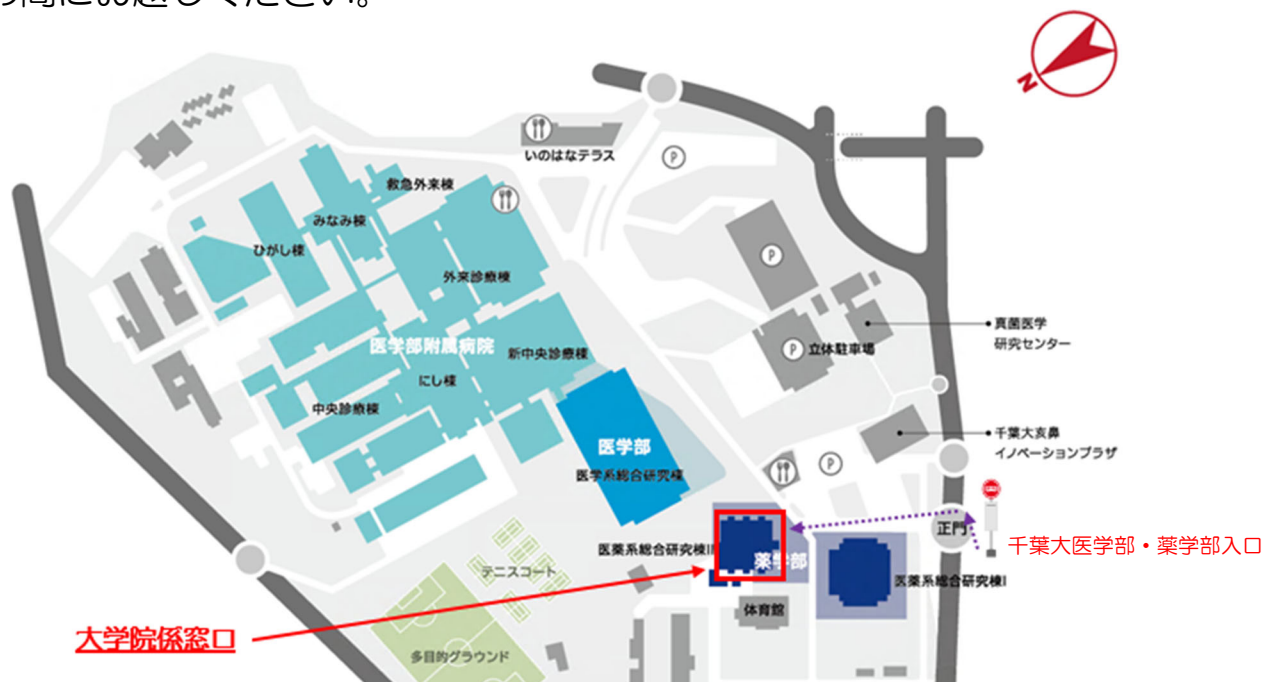 の間にお越しください。
N
いのはなテラス
P
救急外来棟
みなみ棟
ひがし棟
外来診療棟
P
医学部附属病院
新中央診療棟
P 立体駐車場
真菌医学
研究センター
にし棟
中央診療棟
医学部
医学系総合研究棟
千葉大亥鼻
イノベーションプラザ
P
正門
千葉大医学部・薬学部入口
医薬系総合研究棟II
薬学部
医薬系総合研究棟I
テニスコート
体育館
大学院係窓口
多目的グラウンド